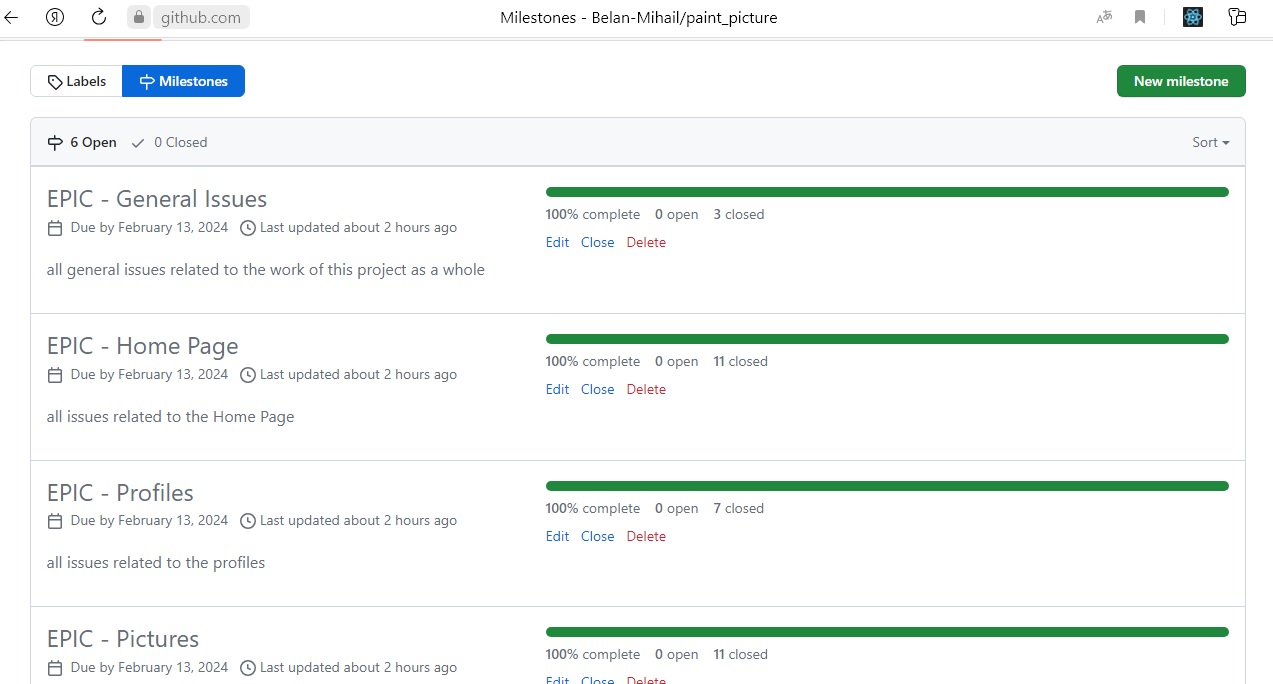 github.com Milestones - Belan-Mihail/paint_picture
Labels Milestones New milestone
6 Open 0 Closed Sort
EPIC - General Issues
Due by February 13, 2024 Last updated about 2 hours ago
all general issues related to the work of this project as a whole
100% complete 0 open 3 closed
Edit Close Delete
EPIC - Home Page
Due by February 13, 2024 Last updated about 2 hours ago
all issues related to the Home Page
100% complete 0 open 11 closed
Edit Close Delete
EPIC - Profiles
Due by February 13, 2024 Last updated about 2 hours ago
all issues related to the profiles
100% complete 0 open 7 closed
Edit Close Delete
EPIC - Pictures
Due by February 13, 2024 Last updated about 2 hours ago
100% complete 0 open 11 closed
Edit Close Delete